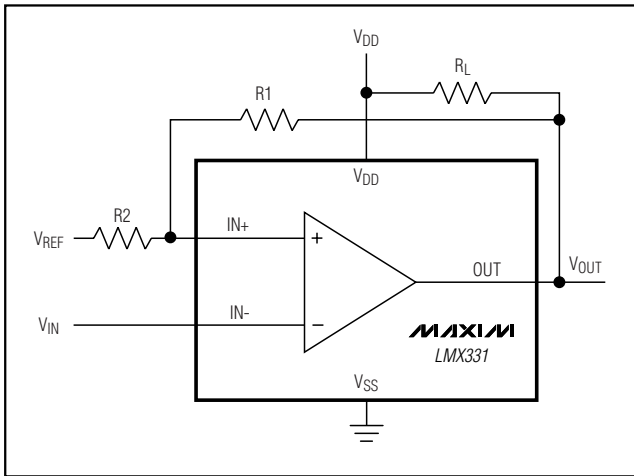 VDD
RL
R1
VDD
R2
IN+
VREF
+
OUT
VOUT
IN-
−
VIN
MAXIM
LMX331
VSS